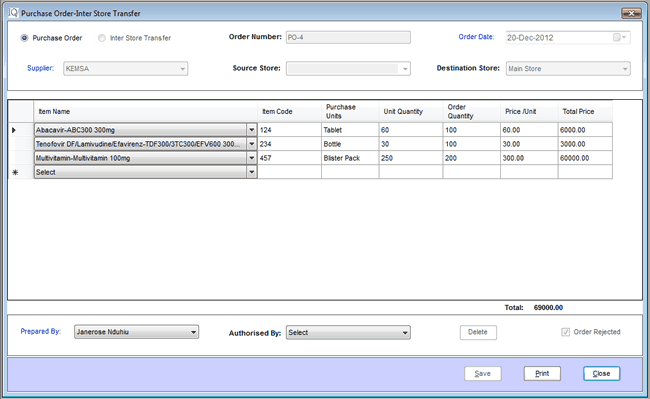 Purchase Order-Inter Store Transfer
Purchase Order Inter Store Transfer Order Number: PO-4 Order Date: 20-Dec-2012
Supplier: KEMSA Source Store: Destination Store: Main Store
Item Name Item Code Purchase Units Unit Quantity Order Quantity Price /Unit Total Price
Abacavir-ABC300 300mg 124 Tablet 60 100 60.00 6000.00
Tenofovir DF/Lamivudine/Efavirenz-TDF300/3TC300/EFV600 300... 234 Bottle 30 100 30.00 3000.00
Multivitamin-Multivitamin 100mg 457 Blister Pack 250 200 300.00 60000.00
Select
Total: 69000.00
Prepared By: Janerose Nduhiu Authorised By: Select Delete Order Rejected
Save Print Close